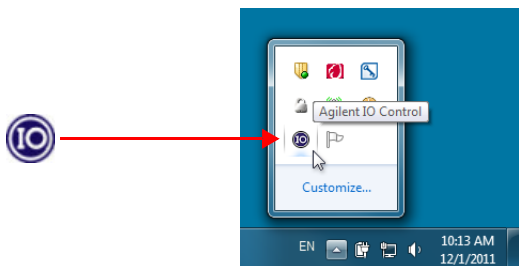 Agilent IO Control
IO
IO
Customize...
EN
10:13 AM
12/1/2011